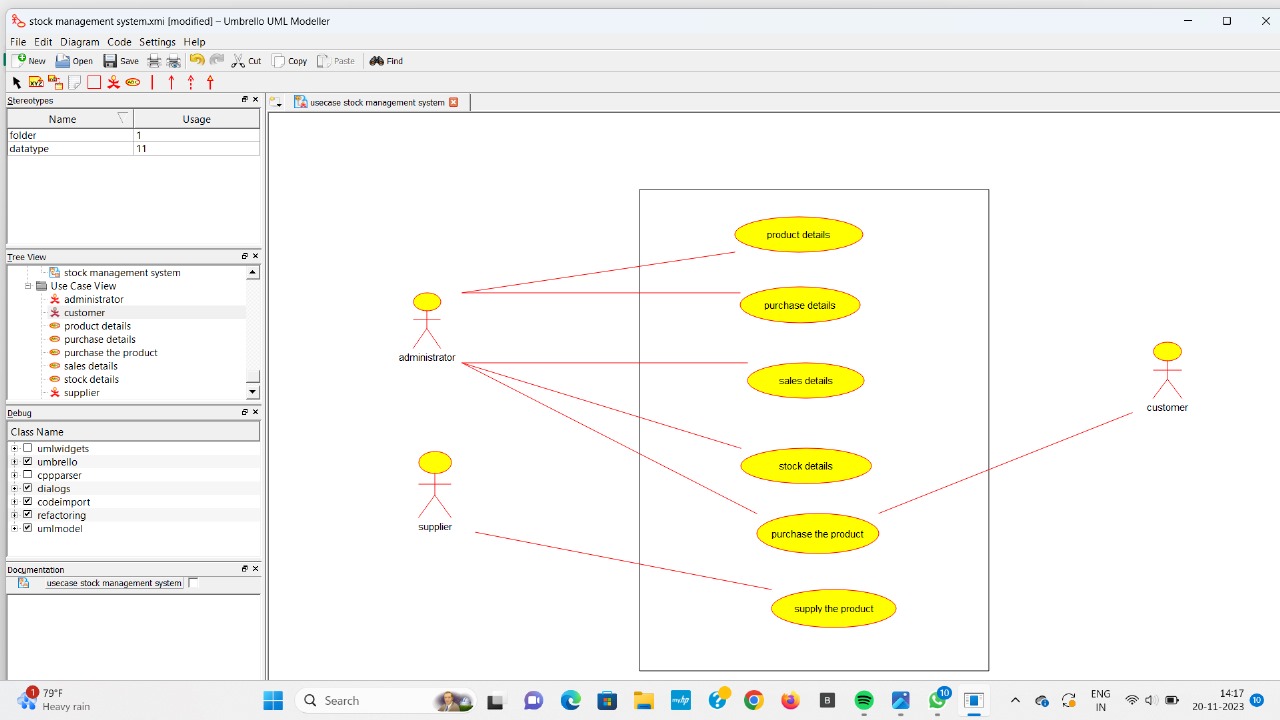 stock management system.xmi [modified] – Umbrello UML Modeller
File Edit Diagram Code Settings Help
New Open Save Cut Copy Paste Find
Stereotypes
usecase stock management system
Name Usage
folder 1
datatype 11
Tree View
stock management system
Use Case View
administrator
customer
product details
purchase details
purchase the product
sales details
stock details
supplier
Debug
Class Name
umlwidgets
umbrello
cppparser
dialogs
codeimport
refactoring
umlmodel
Documentation
usecase stock management system
product details
purchase details
administrator
sales details
customer
stock details
supplier
purchase the product
supply the product
1
79°F
Heavy rain
Search
10
ENG
IN
14:17
20-11-2023
10